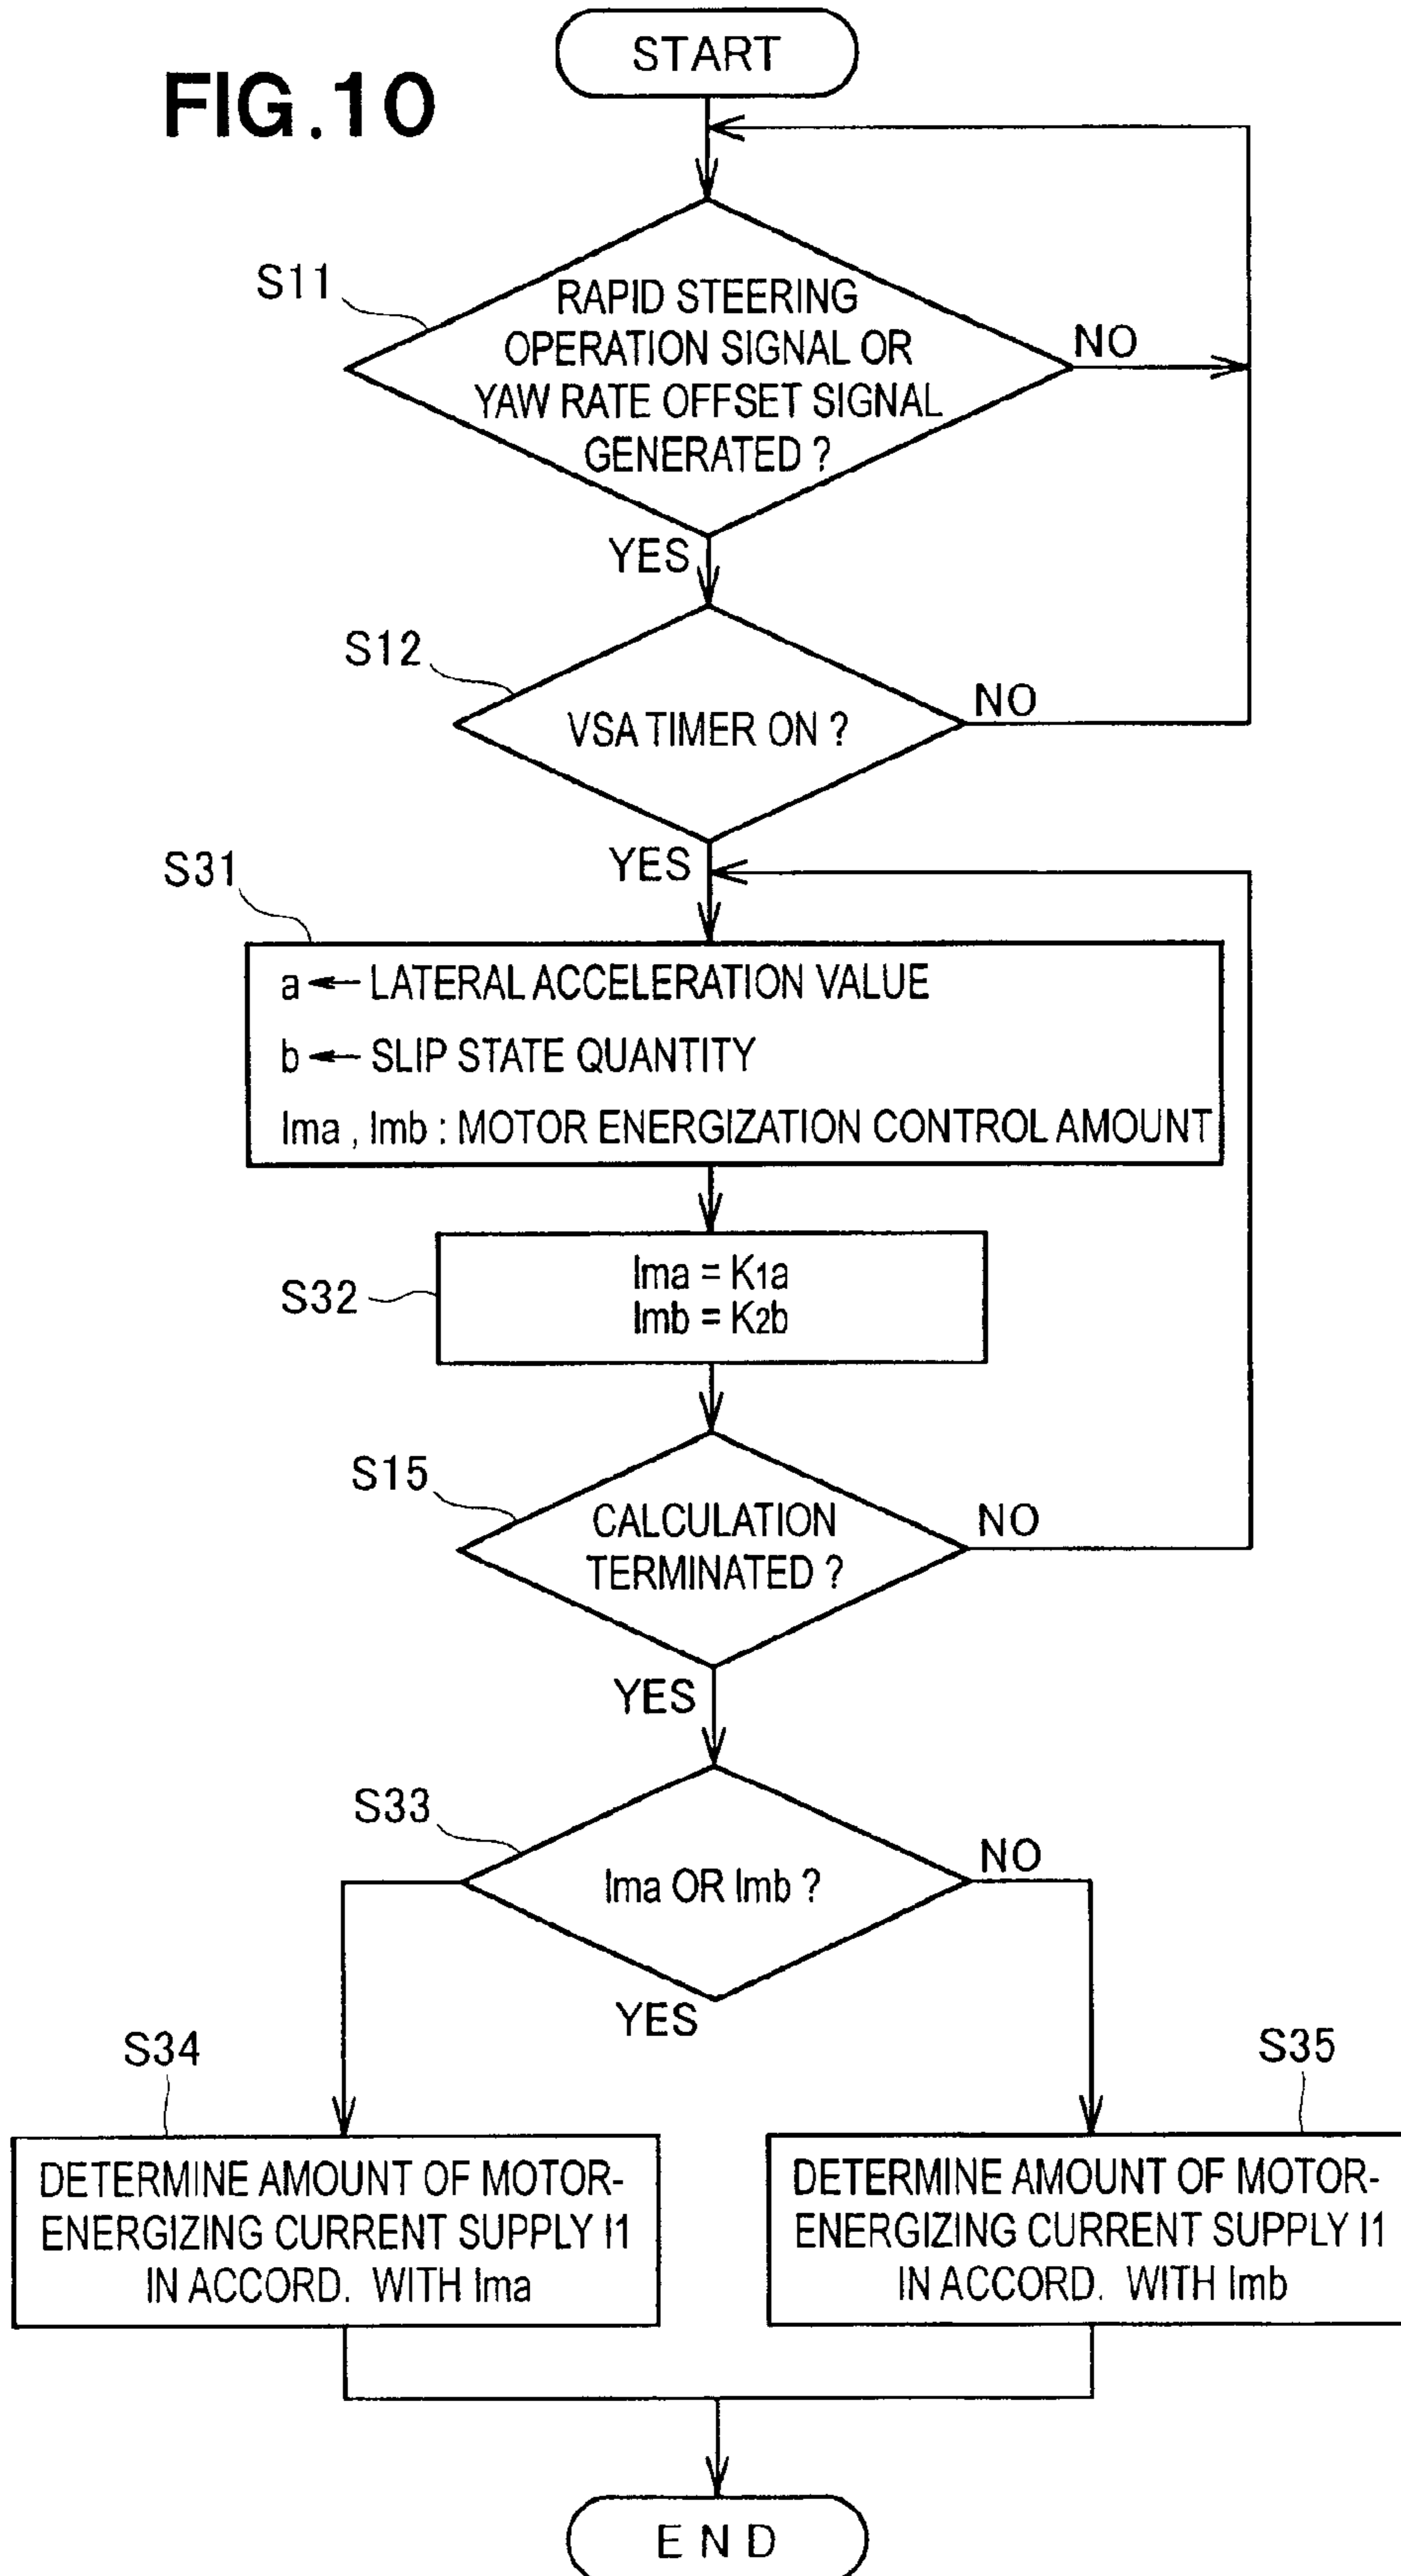 FIG.10
START
S11
RAPID STEERING
OPERATION SIGNAL OR
YAW RATE OFFSET SIGNAL
GENERATED ?
NO
YES
S12
VSA TIMER ON ?
NO
YES
S31
a ← LATERAL ACCELERATION VALUE
b ← SLIP STATE QUANTITY
Ima , Imb : MOTOR ENERGIZATION CONTROL AMOUNT
S32
Ima = K1a
Imb = K2b
S15
CALCULATION
TERMINATED ?
NO
YES
S33
Ima OR Imb ?
NO
YES
S34
DETERMINE AMOUNT OF MOTOR-
ENERGIZING CURRENT SUPPLY I1
IN ACCORD. WITH Ima
S35
DETERMINE AMOUNT OF MOTOR-
ENERGIZING CURRENT SUPPLY I1
IN ACCORD. WITH Imb
END